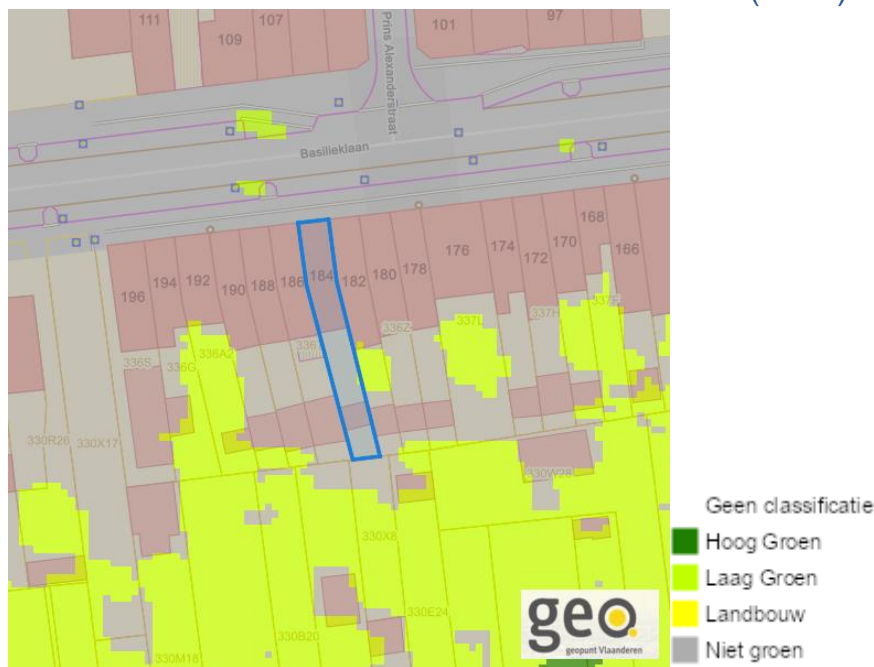 111
107
109
101
97
Prins Alexanderstraat
Basilieklaan
168
166
170
172
174
176
178
180
182
184
186
188
190
192
194
196
336S
336G
336A2
336Z
337L
337H
330R26
330X17
330W28
330X8
330E24
330B20
330M18
geo
geopunt Vlaanderen
Geen classificatie
Hoog Groen
Laag Groen
Landbouw
Niet groen